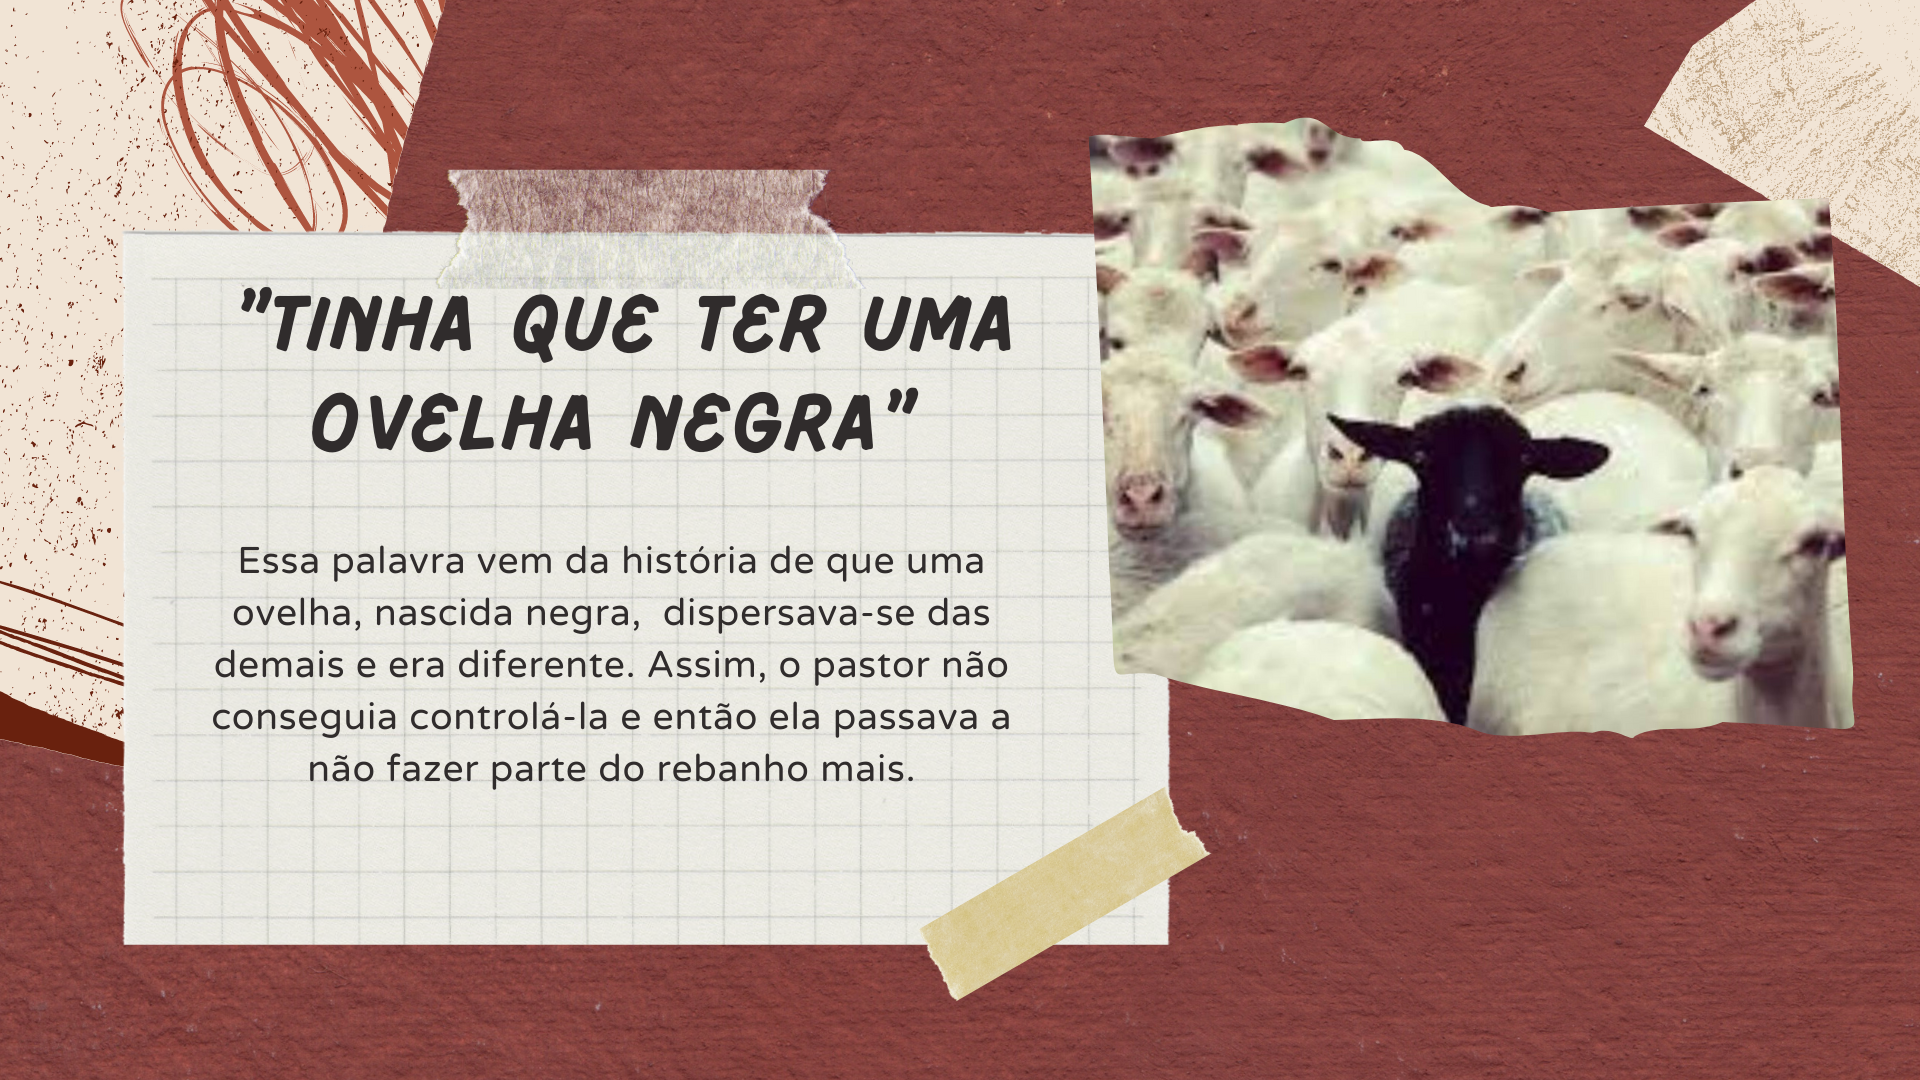 "TINHA QUE TER UMA
OVELHA NEGRA"
Essa palavra vem da história de que uma
ovelha, nascida negra,  dispersava-se das
demais e era diferente. Assim, o pastor não
conseguia controlá-la e então ela passava a
não fazer parte do rebanho mais.